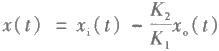 x(t) = x_i(t) - \frac{K_2}{K_1} x_o(t)